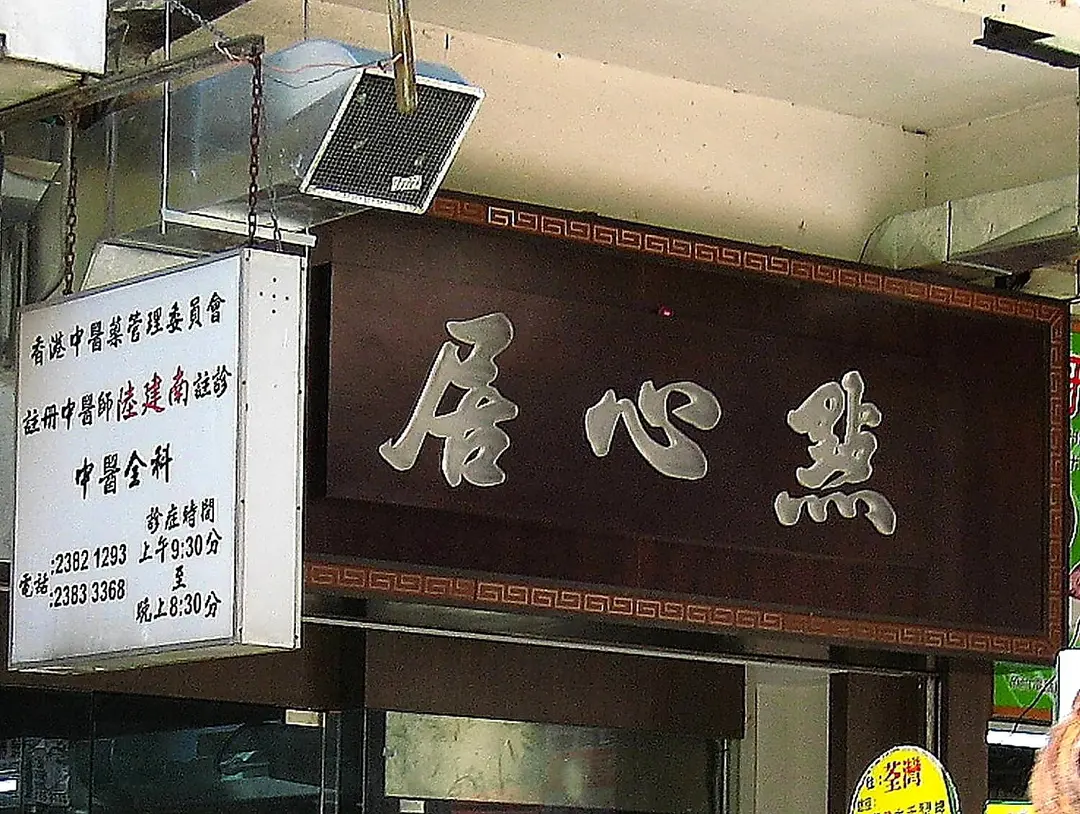 香港中醫藥管理委員會
註冊中醫師陸建南註診
中醫全科
診症時間
電話:2382 1293
:2383 3368
上午9:30分
至
晚上8:30分
點心居
荃灣